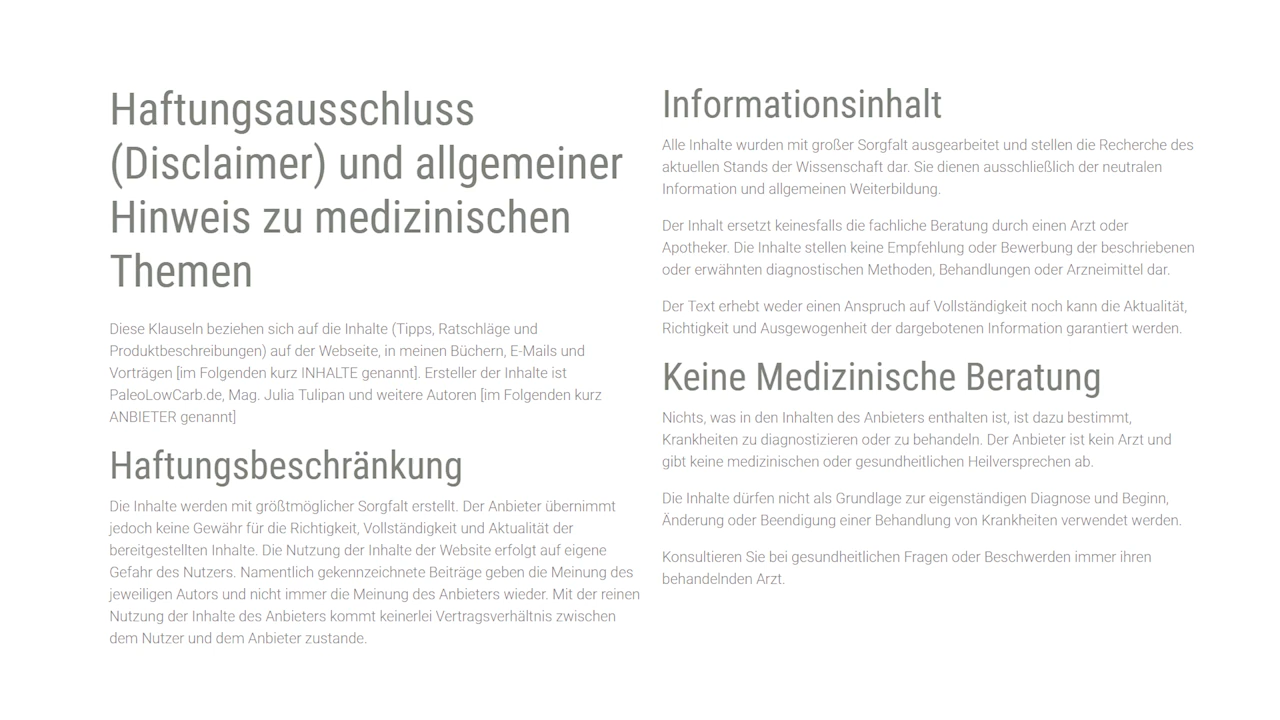 Haftungsausschluss
(Disclaimer) und allgemeiner
Hinweis zu medizinischen
Themen
Diese Klauseln beziehen sich auf die Inhalte (Tipps, Ratschläge und
Produktbeschreibungen) auf der Webseite, in meinen Büchern, E-Mails und
Vorträgen [im Folgenden kurz INHALTE genannt]. Ersteller der Inhalte ist
PaleoLowCarb.de, Mag. Julia Tulipan und weitere Autoren [im Folgenden kurz
ANBIETER genannt]
Haftungsbeschränkung
Die Inhalte werden mit größtmöglicher Sorgfalt erstellt. Der Anbieter übernimmt
jedoch keine Gewähr für die Richtigkeit, Vollständigkeit und Aktualität der
bereitgestellten Inhalte. Die Nutzung der Inhalte der Website erfolgt auf eigene
Gefahr des Nutzers. Namentlich gekennzeichnete Beiträge geben die Meinung des
jeweiligen Autors und nicht immer die Meinung des Anbieters wieder. Mit der reinen
Nutzung der Inhalte des Anbieters kommt keinerlei Vertragsverhältnis zwischen
dem Nutzer und dem Anbieter zustande.
Informationsinhalt
Alle Inhalte wurden mit großer Sorgfalt ausgearbeitet und stellen die Recherche des
aktuellen Stands der Wissenschaft dar. Sie dienen ausschließlich der neutralen
Information und allgemeinen Weiterbildung.
Der Inhalt ersetzt keinesfalls die fachliche Beratung durch einen Arzt oder
Apotheker. Die Inhalte stellen keine Empfehlung oder Bewerbung der beschriebenen
oder erwähnten diagnostischen Methoden, Behandlungen oder Arzneimittel dar.
Der Text erhebt weder einen Anspruch auf Vollständigkeit noch kann die Aktualität,
Richtigkeit und Ausgewogenheit der dargebotenen Information garantiert werden.
Keine Medizinische Beratung
Nichts, was in den Inhalten des Anbieters enthalten ist, ist dazu bestimmt,
Krankheiten zu diagnostizieren oder zu behandeln. Der Anbieter ist kein Arzt und
gibt keine medizinischen oder gesundheitlichen Heilversprechen ab.
Die Inhalte dürfen nicht als Grundlage zur eigenständigen Diagnose und Beginn,
Änderung oder Beendigung einer Behandlung von Krankheiten verwendet werden.
Konsultieren Sie bei gesundheitlichen Fragen oder Beschwerden immer ihren
behandelnden Arzt.